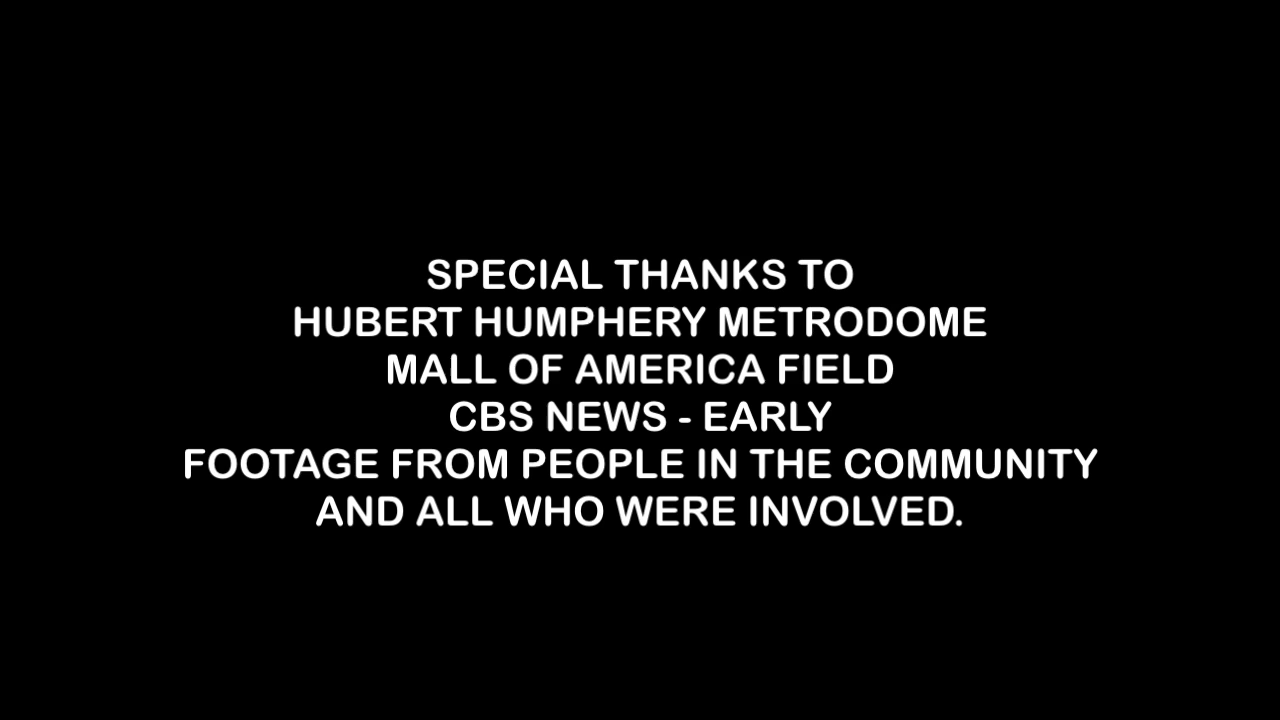 SPECIAL THANKS TO
HUBERT HUMPHERY METRODOME
MALL OF AMERICA FIELD
CBS NEWS - EARLY
FOOTAGE FROM PEOPLE IN THE COMMUNITY
AND ALL WHO WERE INVOLVED.